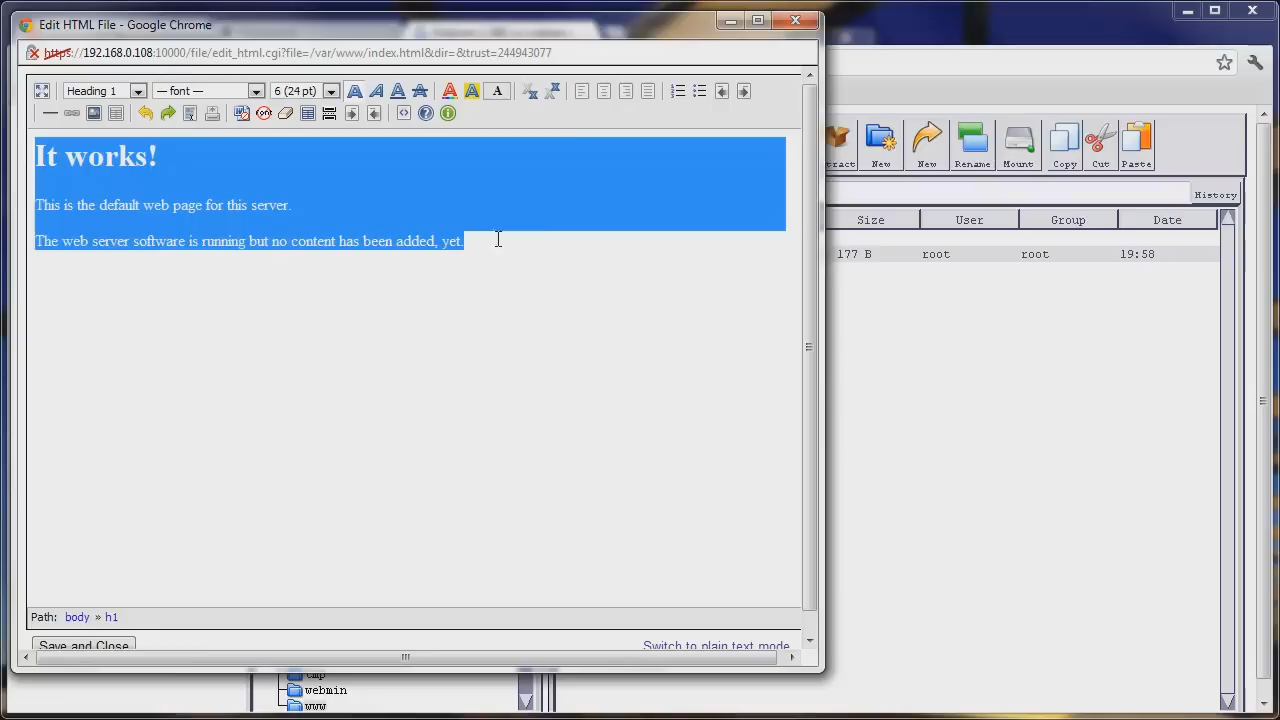 Edit HTML File - Google Chrome
https://192.168.0.108:10000/file/edit_html.cgi?file=/var/www/index.html&dir=&trust=244943077
Heading 1
— font —
6 (24 pt)
It works!
This is the default web page for this server.
The web server software is running but no content has been added, yet.
Path: body » h1
Save and Close
Switch to plain text mode
tract
New
New
Rename
Mount
Copy
Cut
Paste
History
Size
User
Group
Date
177 B
root
root
19:58
tmp
webmin
www